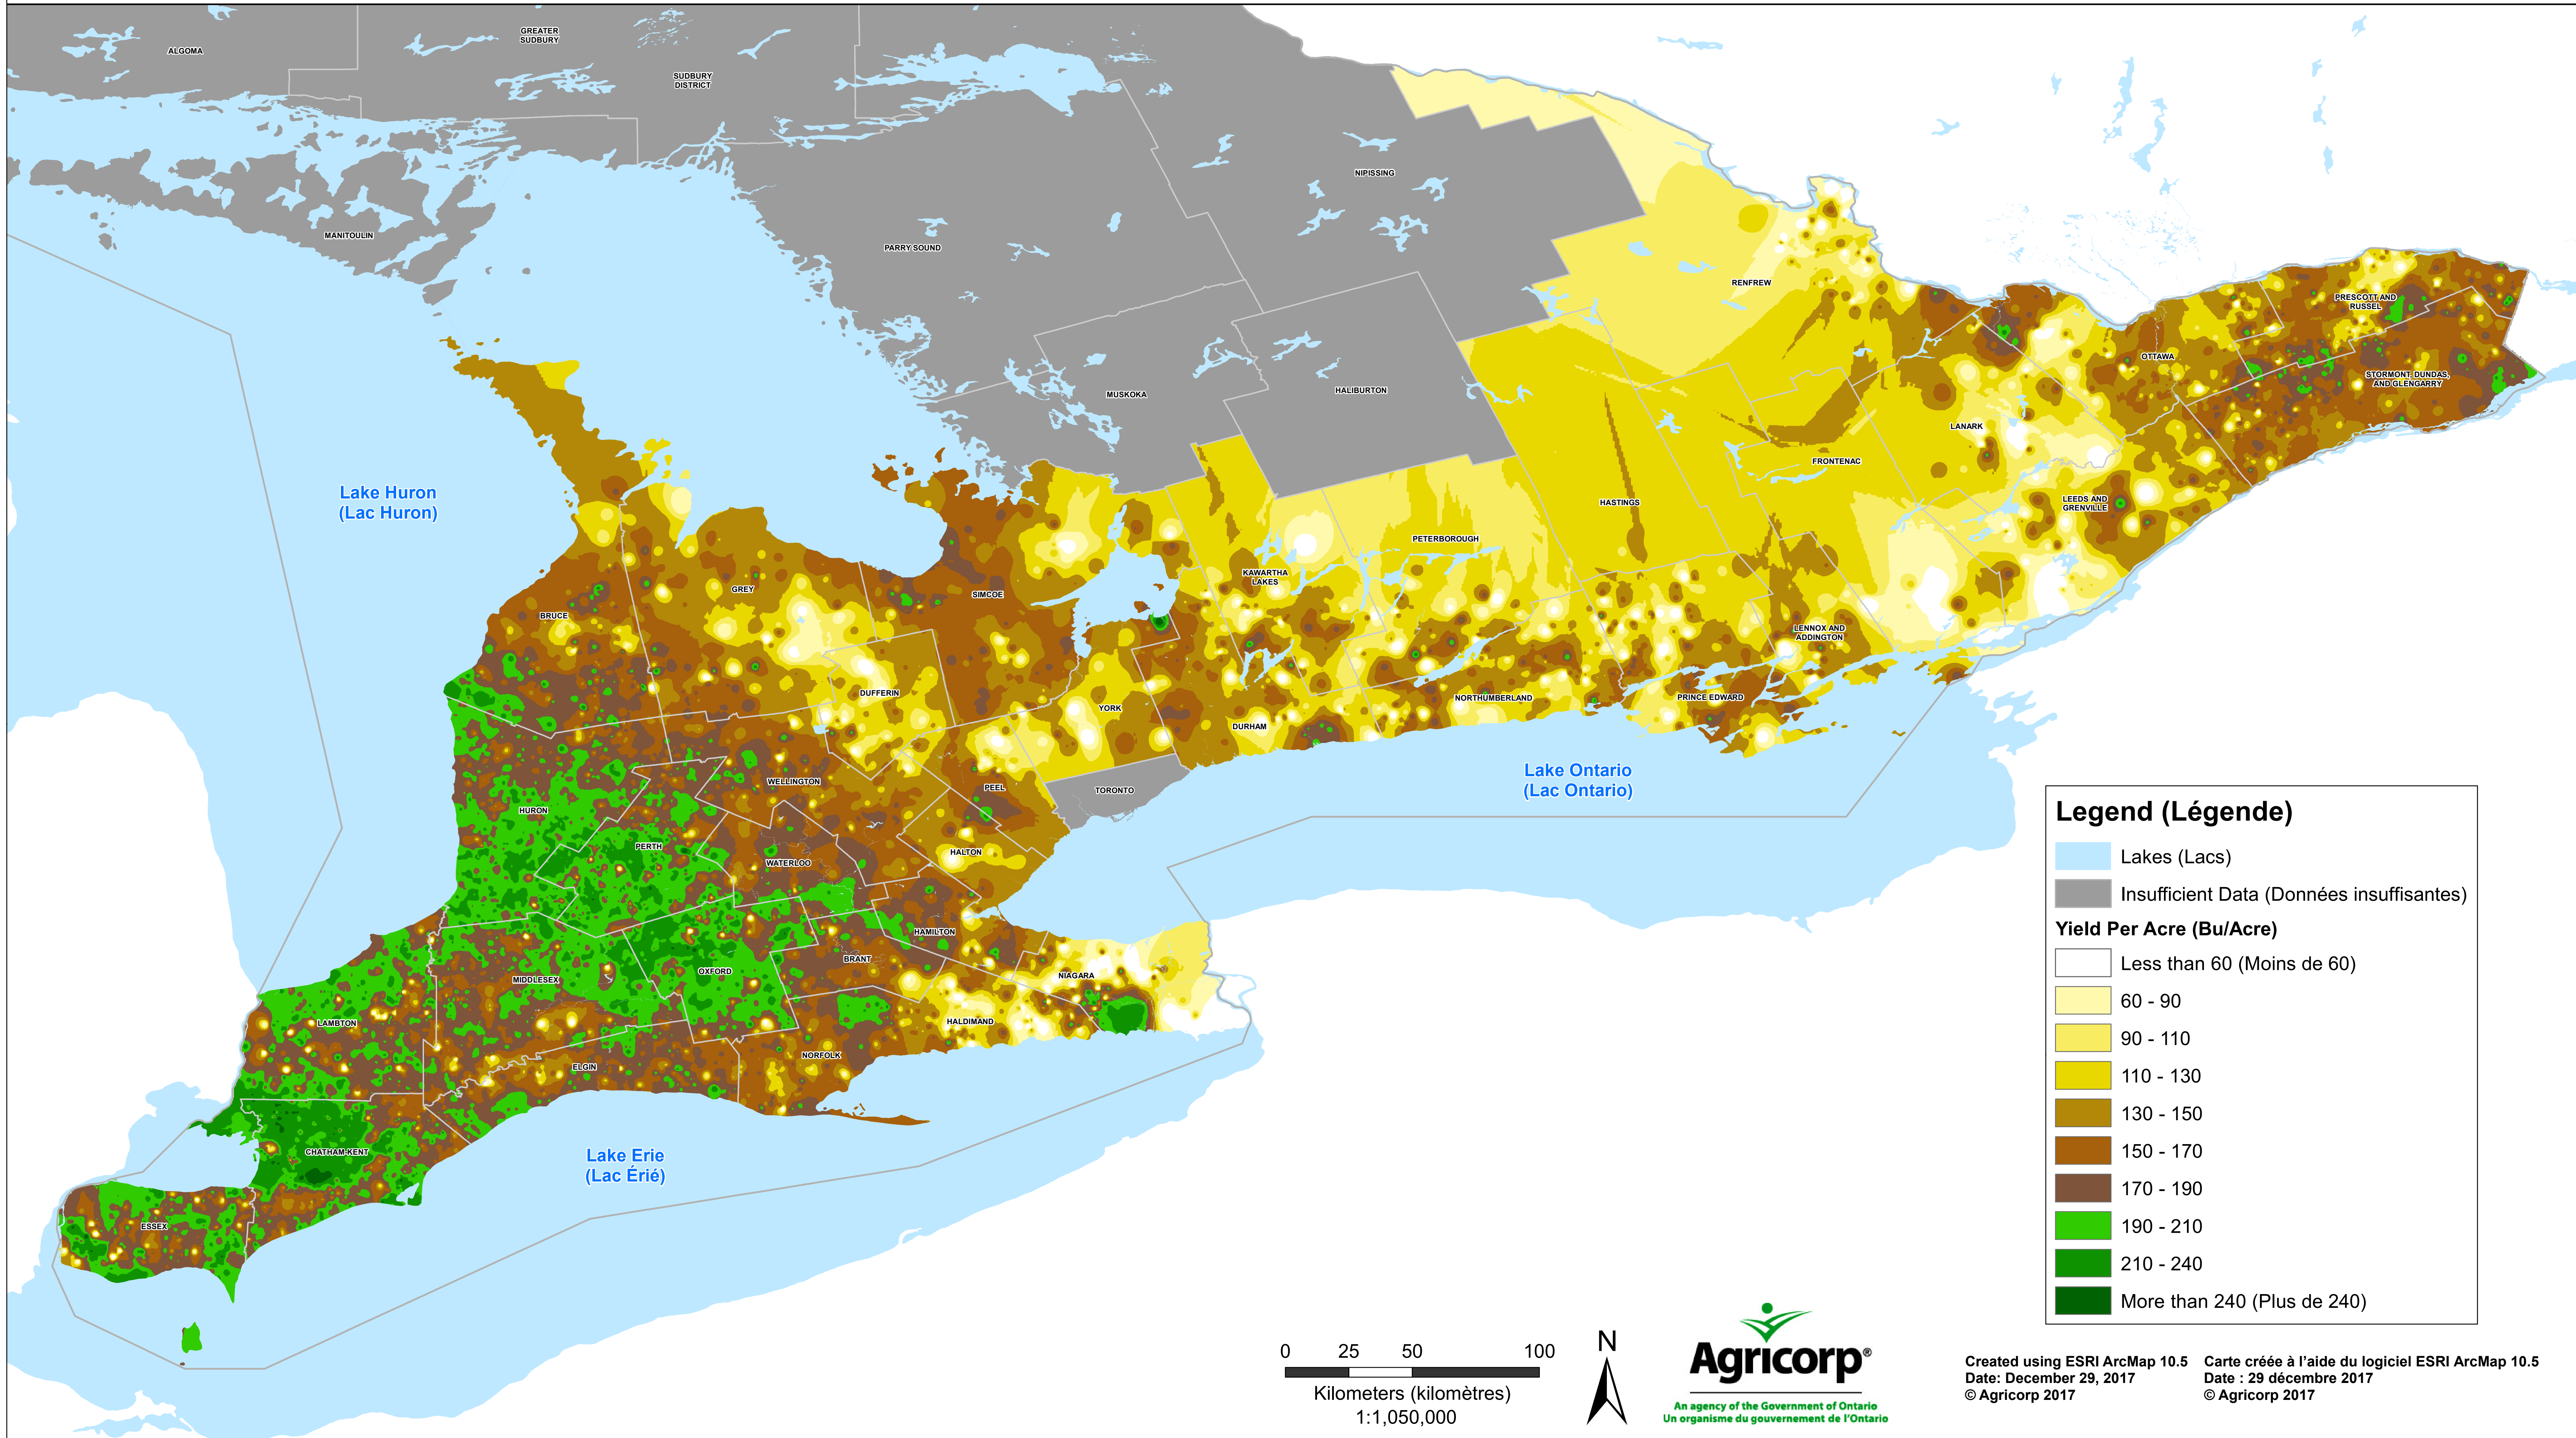 ALGOMA
GREATER
SUDBURY
SUDBURY
DISTRICT
NIPISSING
MANITOULIN
PARRY SOUND
RENFREW
PRESCOTT AND
RUSSEL
OTTAWA
STORMONT, DUNDAS,
AND GLENGARRY
MUSKOKA
HALIBURTON
LANARK
FRONTENAC
Lake Huron
(Lac Huron)
HASTINGS
LEEDS AND
GRENVILLE
PETERBOROUGH
KAWARTHA
LAKES
GREY
SIMCOE
BRUCE
LENNOX AND
ADDINGTON
DUFFERIN
YORK
NORTHUMBERLAND
PRINCE EDWARD
DURHAM
Lake Ontario
(Lac Ontario)
WELLINGTON
PEEL
TORONTO
HURON
PERTH
HALTON
WATERLOO
HAMILTON
BRANT
OXFORD
NIAGARA
MIDDLESEX
LAMBTON
HALDIMAND
NORFOLK
ELGIN
CHATHAM-KENT
Lake Erie
(Lac Érié)
ESSEX
Legend (Légende)
Lakes (Lacs)
Insufficient Data (Données insuffisantes)
Yield Per Acre (Bu/Acre)
Less than 60 (Moins de 60)
60 - 90
90 - 110
110 - 130
130 - 150
150 - 170
170 - 190
190 - 210
210 - 240
More than 240 (Plus de 240)
0 25 50 100
Kilometers (kilomètres)
1:1,050,000
N
Agricorp®
An agency of the Government of Ontario
Un organisme du gouvernement de l'Ontario
Created using ESRI ArcMap 10.5
Date: December 29, 2017
© Agricorp 2017
Carte créée à l'aide du logiciel ESRI ArcMap 10.5
Date : 29 décembre 2017
© Agricorp 2017